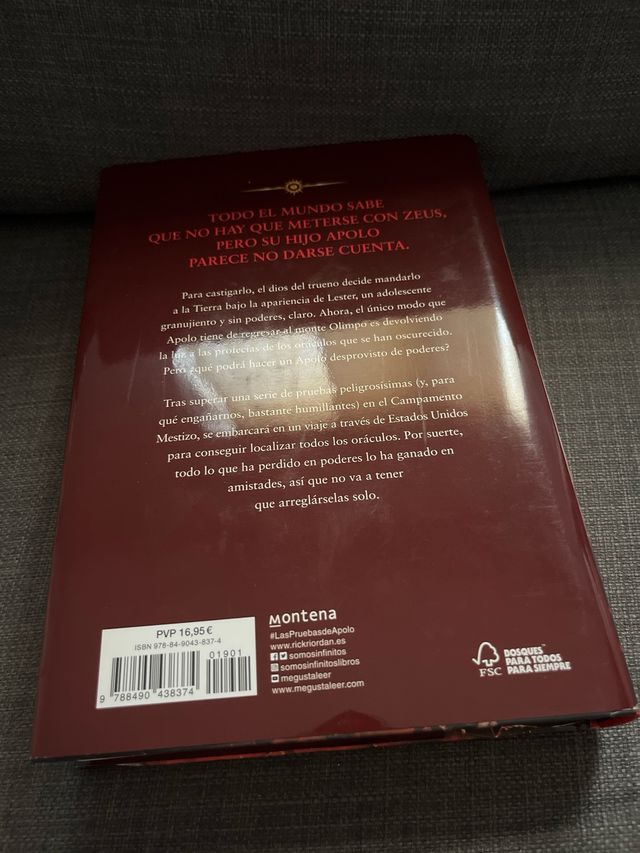 TODO EL MUNDO SABE
QUE NO HAY QUE METERSE CON ZEUS,
PERO SU HIJO APOLO
PARECE NO DARSE CUENTA.
Para castigarlo, el dios del trueno decide mandarlo
a la Tierra bajo la apariencia de Lester, un adolescente
granujiento y sin poderes, claro. Ahora, el único modo que
Apolo tiene de regresar al monte Olimpo es devolviendo
la luz a las profecías de los oráculos que se han oscurecido.
Pero ¿qué podrá hacer un Apolo desprovisto de poderes?
Tras superar una serie de pruebas peligrosísimas (y, para
qué engañarnos, bastante humillantes) en el Campamento
Mestizo, se embarcará en un viaje a través de Estados Unidos
para conseguir localizar todos los oráculos. Por suerte,
todo lo que ha perdido en poderes lo ha ganado en
amistades, así que no va a tener
que arreglárselas solo.
PVP 16,95 €
ISBN 978-84-9043-837-4
01901
9 788490 438374
Montena
#LasPruebasdeApolo
www.rickriordan.es
somosinfinitos
somosinfinitoslibros
megustaleer
www.megustaleer.com
FSC
BOSQUES™
PARA TODOS
PARA SIEMPRE